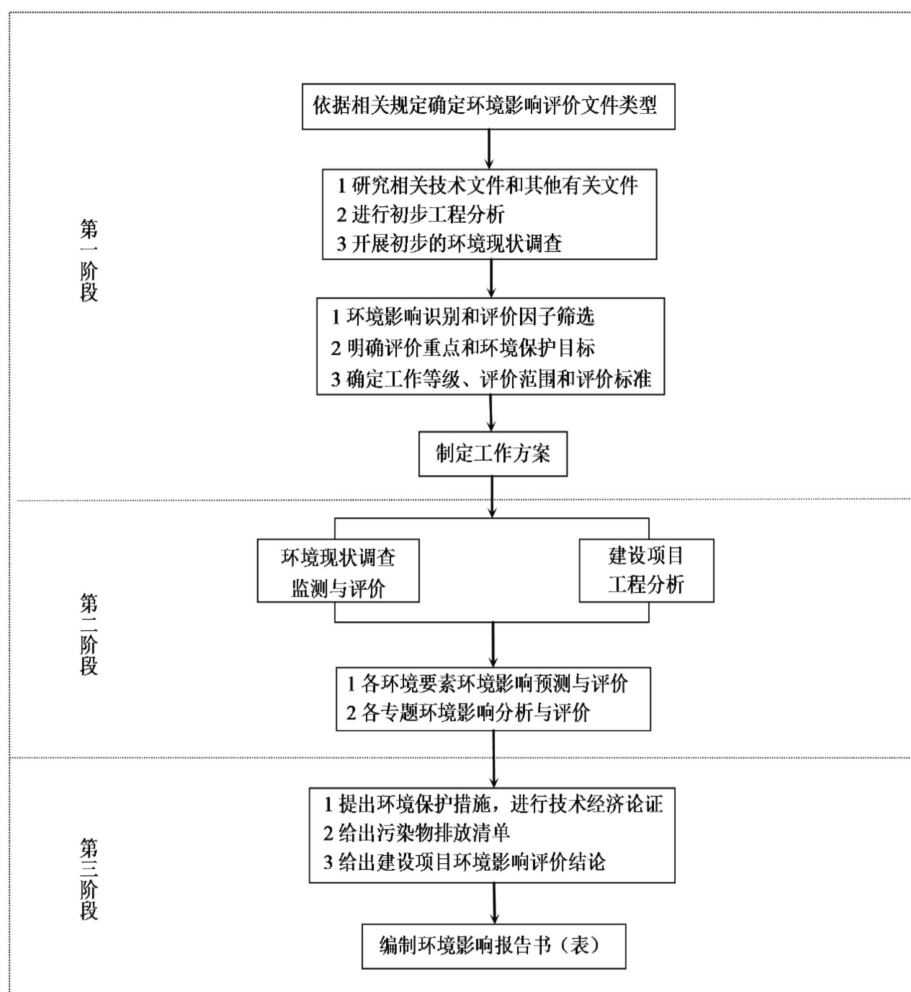 依据相关规定确定环境影响评价文件类型
1 研究相关技术文件和其他有关文件
2 进行初步工程分析
3 开展初步的环境现状调查
第一阶段
1 环境影响识别和评价因子筛选
2 明确评价重点和环境保护目标
3 确定工作等级、评价范围和评价标准
制定工作方案
环境现状调查
监测与评价
建设项目
工程分析
第二阶段
1 各环境要素环境影响预测与评价
2 各专题环境影响分析与评价
1 提出环境保护措施，进行技术经济论证
2 给出污染物排放清单
3 给出建设项目环境影响评价结论
第三阶段
编制环境影响报告书（表）